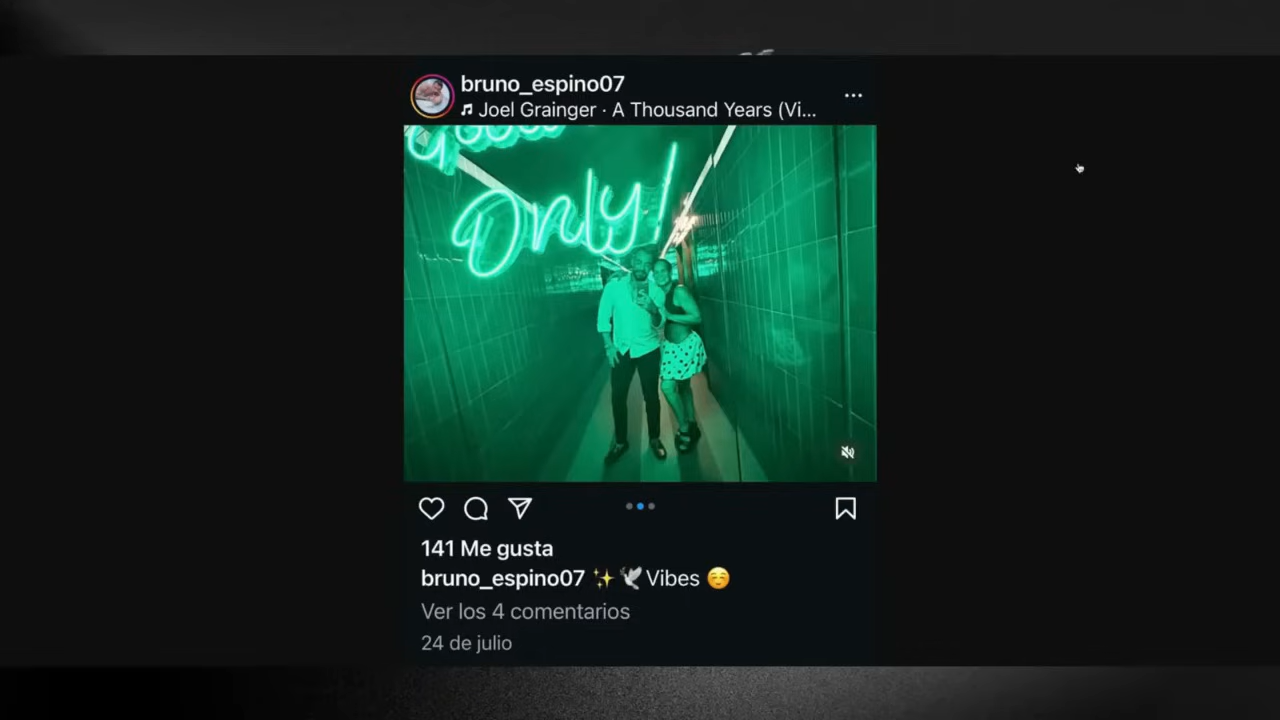 bruno_espino07
Joel Grainger · A Thousand Years (Vi...
Only!
141 Me gusta
bruno_espino07 ✨🕊️ Vibes ☺️
Ver los 4 comentarios
24 de julio